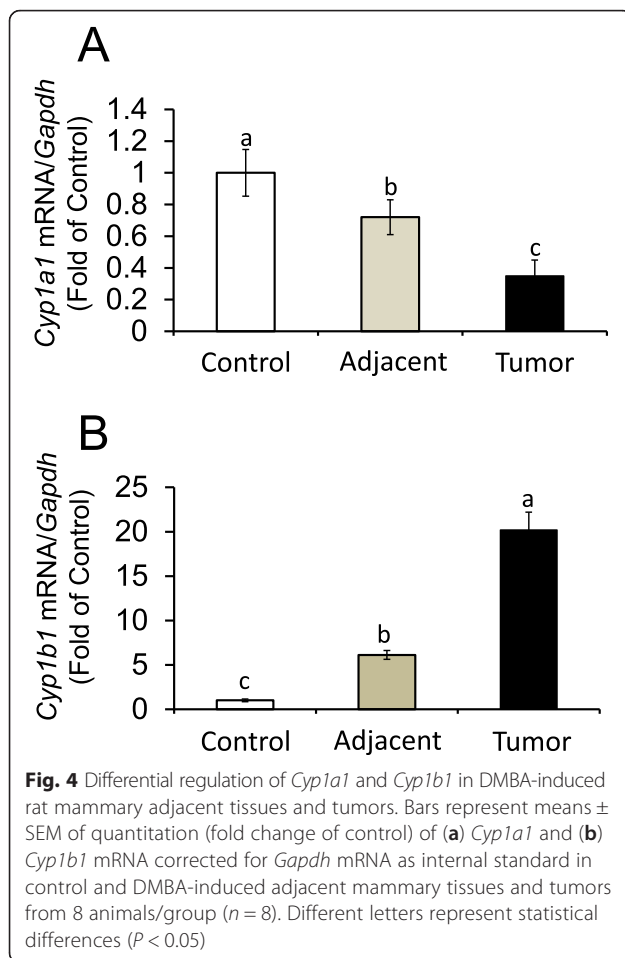 A
Cyp1a1 mRNA/Gapdh
(Fold of Control)
1.4
1.2
1
0.8
0.6
0.4
0.2
0
a
b
c
Control
Adjacent
Tumor
B
Cyp1b1 mRNA/Gapdh
(Fold of Control)
25
20
15
10
5
0
c
b
a
Control
Adjacent
Tumor
Fig. 4 Differential regulation of Cyp1a1 and Cyp1b1 in DMBA-induced
rat mammary adjacent tissues and tumors. Bars represent means ±
SEM of quantitation (fold change of control) of (a) Cyp1a1 and (b)
Cyp1b1 mRNA corrected for Gapdh mRNA as internal standard in
control and DMBA-induced adjacent mammary tissues and tumors
from 8 animals/group (n = 8). Different letters represent statistical
differences (P < 0.05)